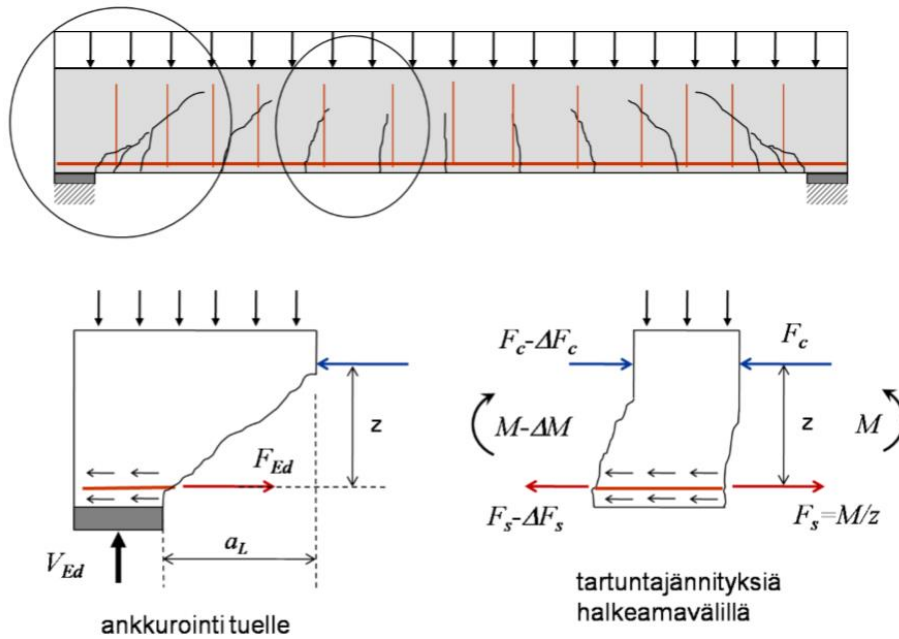 F_c-ΔF_c
F_c
z
M-ΔM
M
z
F_Ed
F_s-ΔF_s
F_s=M/z
a_L
V_Ed
ankkurointi tuelle
tartuntajännityksiä
halkeamavälillä